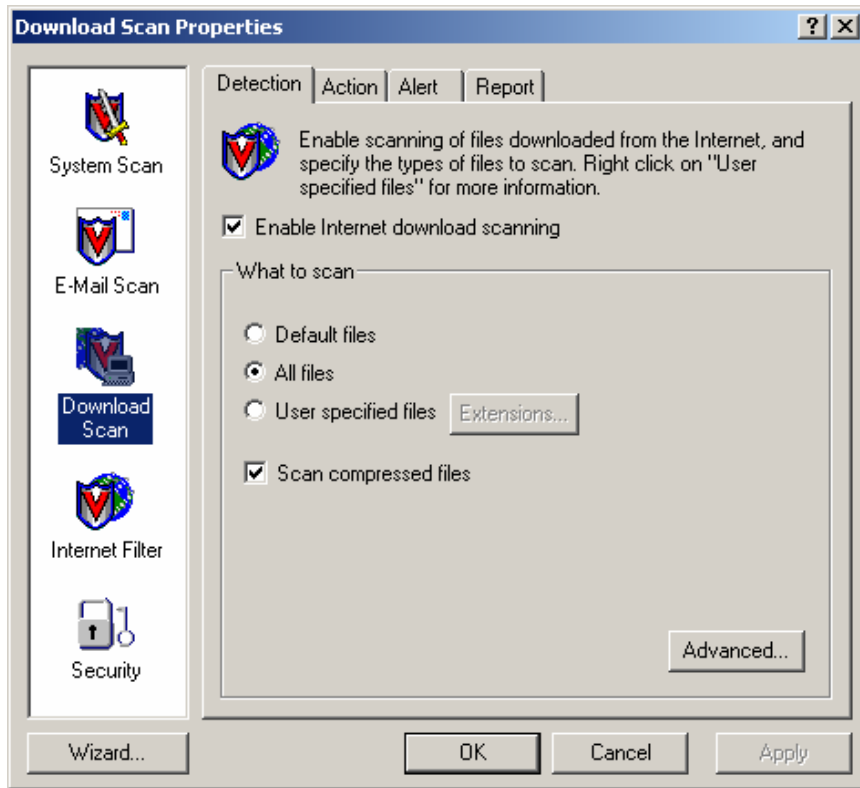 Download Scan Properties
System Scan
E-Mail Scan
Download
Scan
Internet Filter
Security
Detection Action Alert Report
Enable scanning of files downloaded from the Internet, and
specify the types of files to scan. Right click on "User
specified files" for more information.
Enable Internet download scanning
What to scan
Default files
All files
User specified files Extensions...
Scan compressed files
Advanced...
Wizard... OK Cancel Apply